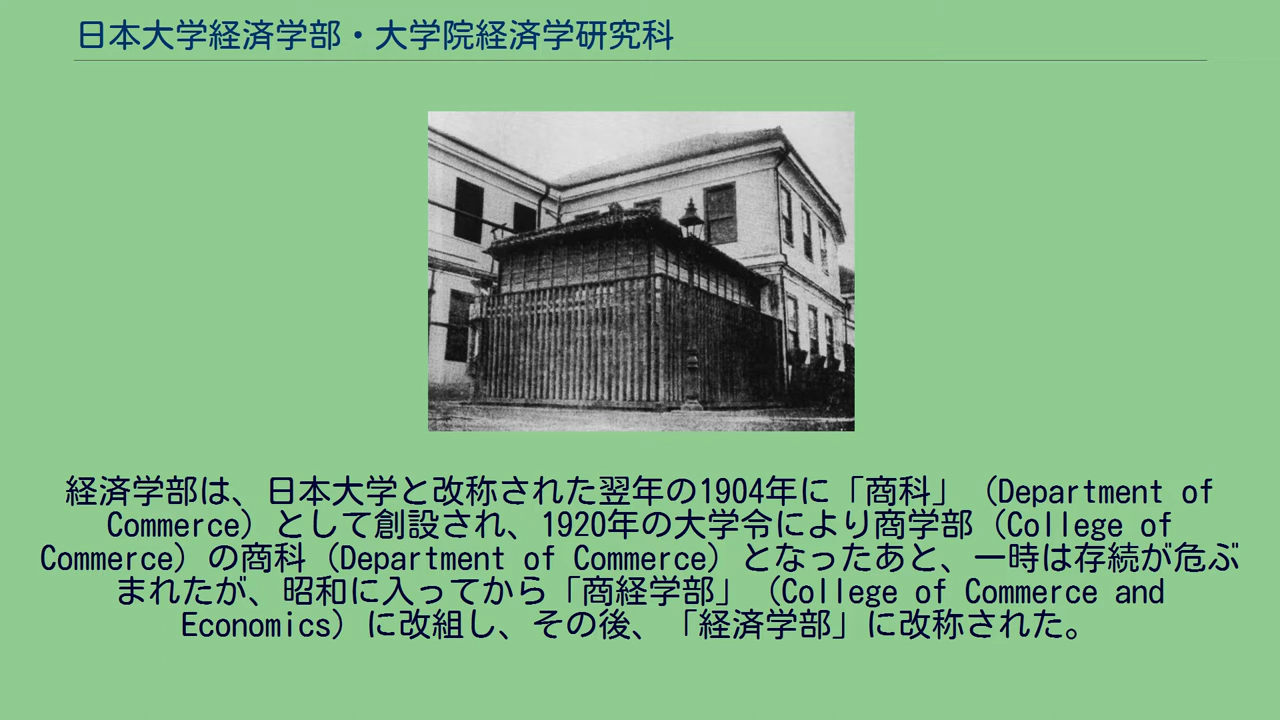 日本大学経済学部・大学院経済学研究科
経済学部は、日本大学と改称された翌年の1904年に「商科」（Department of
Commerce）として創設され、1920年の大学令により商学部（College of
Commerce）の商科（Department of Commerce）となったあと、一時は存続が危ぶ
まれたが、昭和に入ってから「商経学部」（College of Commerce and
Economics）に改組し、その後、「経済学部」に改称された。